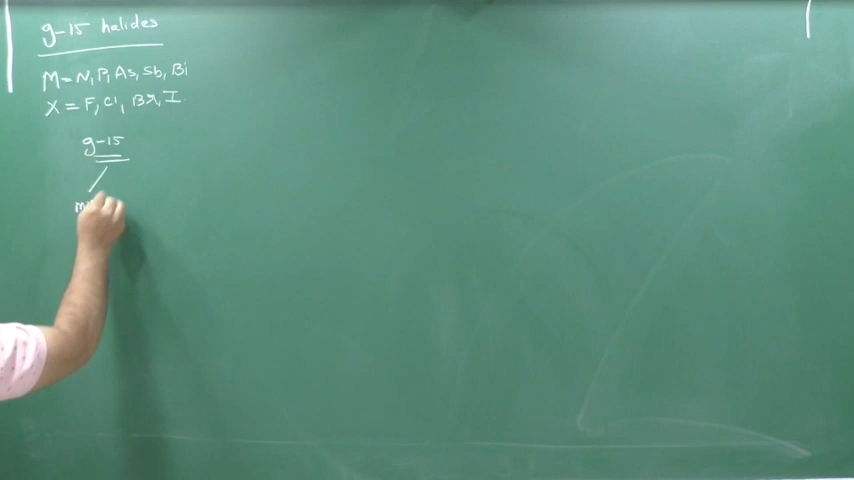 g-15 halides
M=N, P, As, Sb, Bi
X = F, Cl, Br, I.
g-15